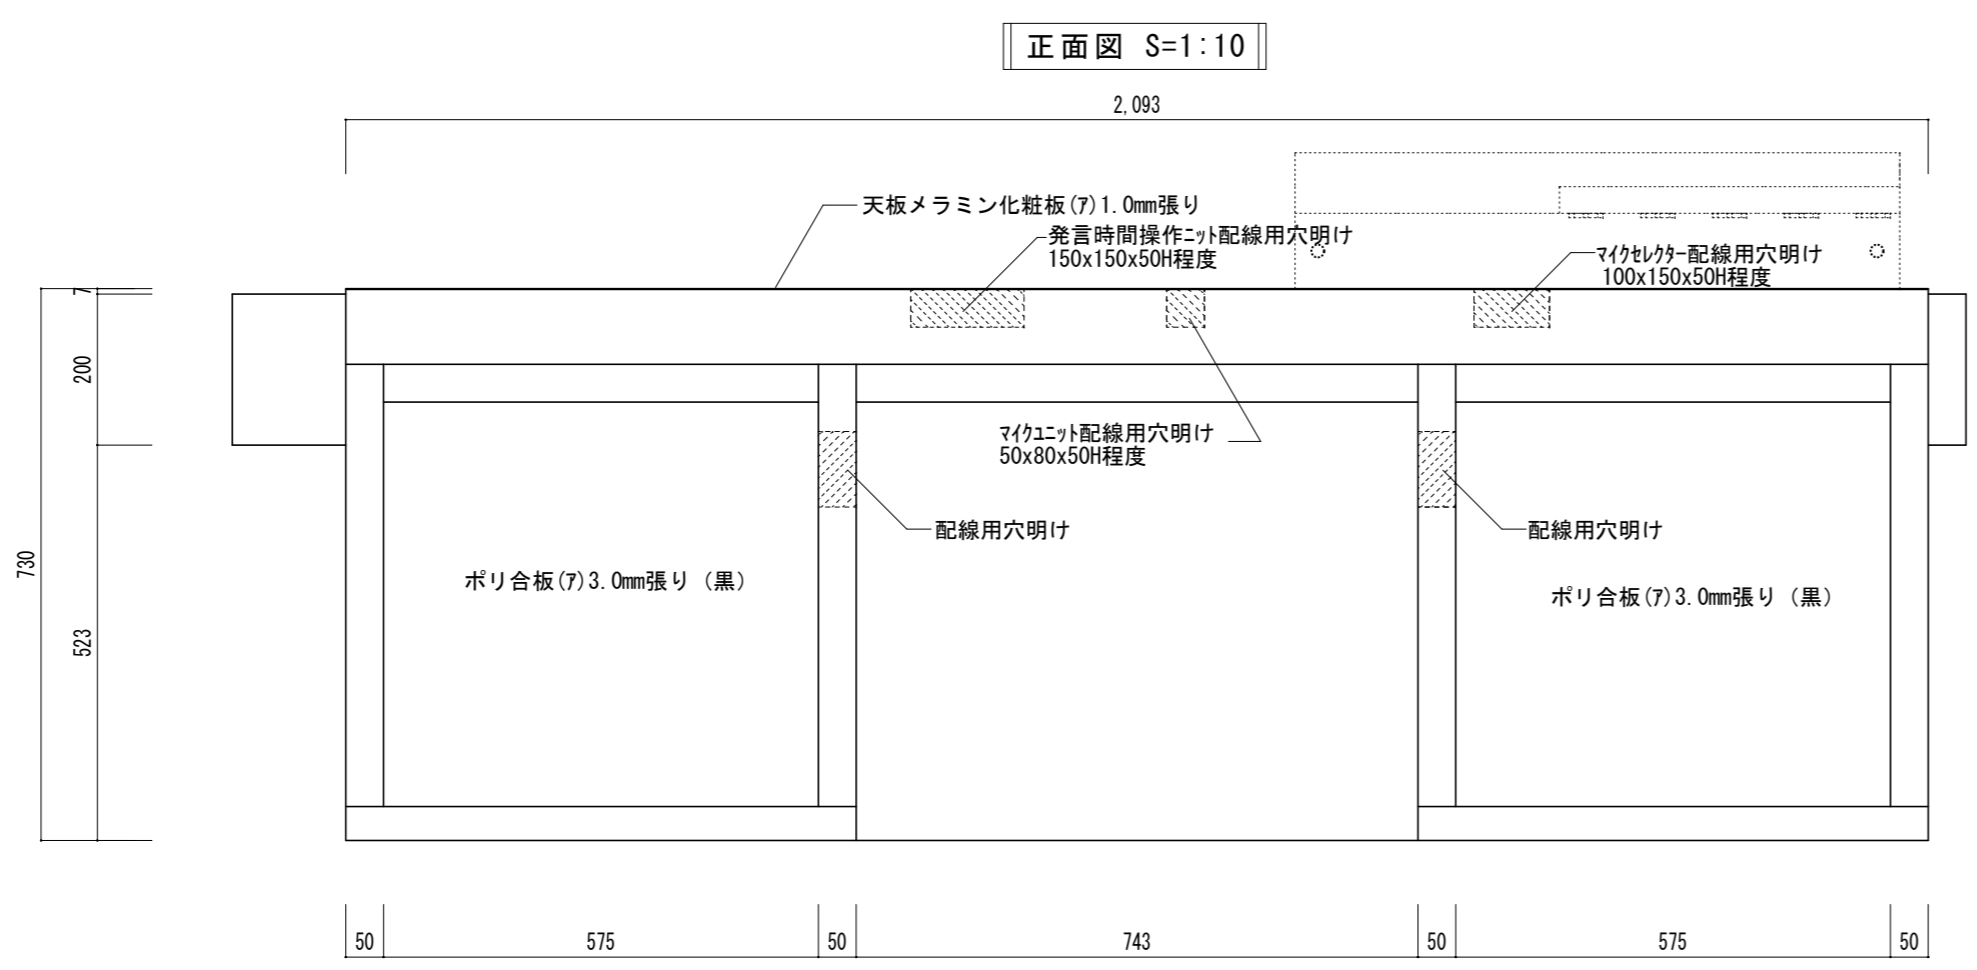 正面図 S=1:10
2,093
天板メラミン化粧板(ｱ)1.0mm張り
発言時間操作ﾆｯﾄ配線用穴明け
150x150x50H程度
ﾏｲｸｾﾚｸﾀｰ配線用穴明け
100x150x50H程度
7
200
730
523
ﾏｲｸﾕﾆｯﾄ配線用穴明け
50x80x50H程度
配線用穴明け
配線用穴明け
ポリ合板(ｱ)3.0mm張り（黒）
ポリ合板(ｱ)3.0mm張り（黒）
50
575
50
743
50
575
50